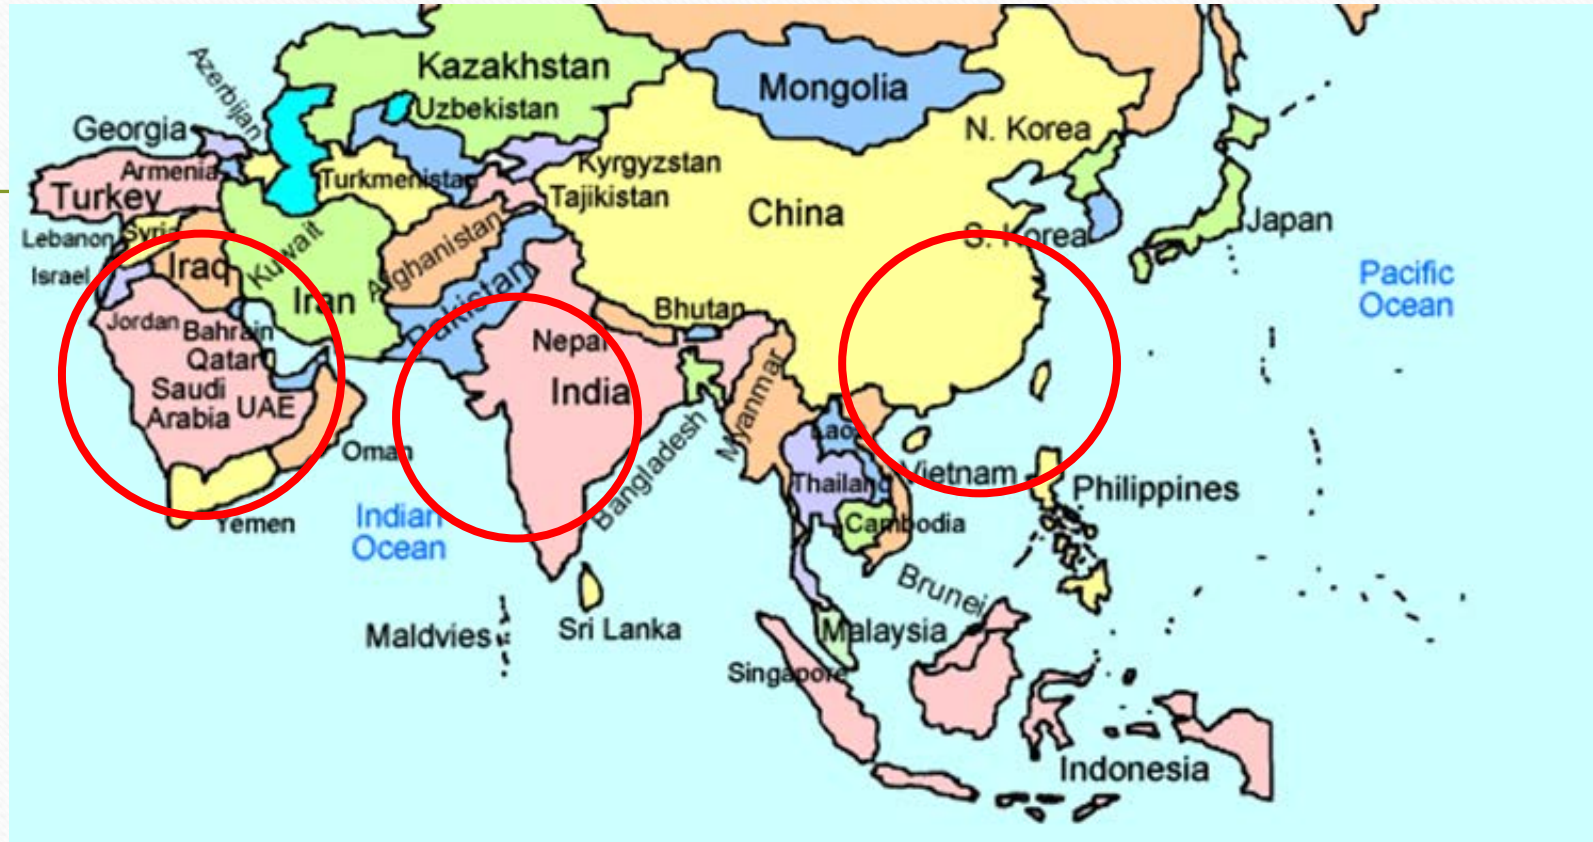 Azerbijan
Kazakhstan
Mongolia
Uzbekistan
Georgia
N. Korea
Armenia
Kyrgyzstan
Turkmenistan
Turkey
Tajikistan
China
Japan
Lebanon
Syria
S. Korea
Afghanistan
Kuwait
Iraq
Israel
Iran
Pacific
Ocean
Pakistan
Bhutan
Jordan
Bahrain
Nepal
Qatar
India
Saudi
Arabia
UAE
Myanmar
Bangladesh
Laos
Oman
Vietnam
Thailand
Philippines
Indian
Ocean
Yemen
Cambodia
Brunei
Maldvies
Sri Lanka
Malaysia
Singapore
Indonesia